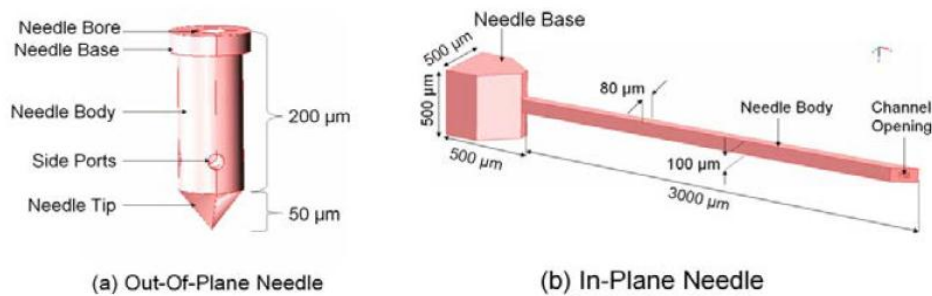 Needle Bore
Needle Base
Needle Body
200 µm
Side Ports
Needle Tip
50 µm
(a) Out-Of-Plane Needle
Needle Base
500 µm
500 µm
500 µm
80 µm
Needle Body
Channel
Opening
100 µm
3000 µm
(b) In-Plane Needle